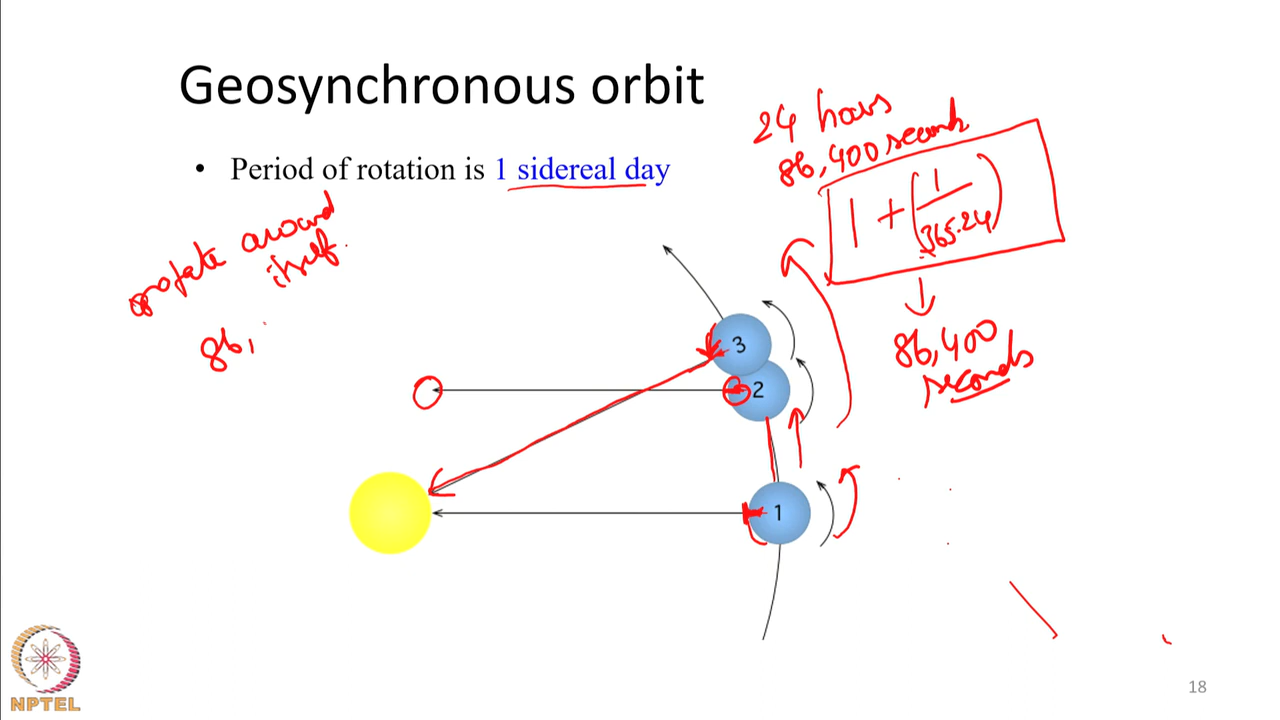 Geosynchronous orbit
24 hours
86,400 seconds
• Period of rotation is 1 sidereal day
1 + (1/365.24)
rotate around
itself.
86,
86,400
seconds
3
2
1
NPTEL
18